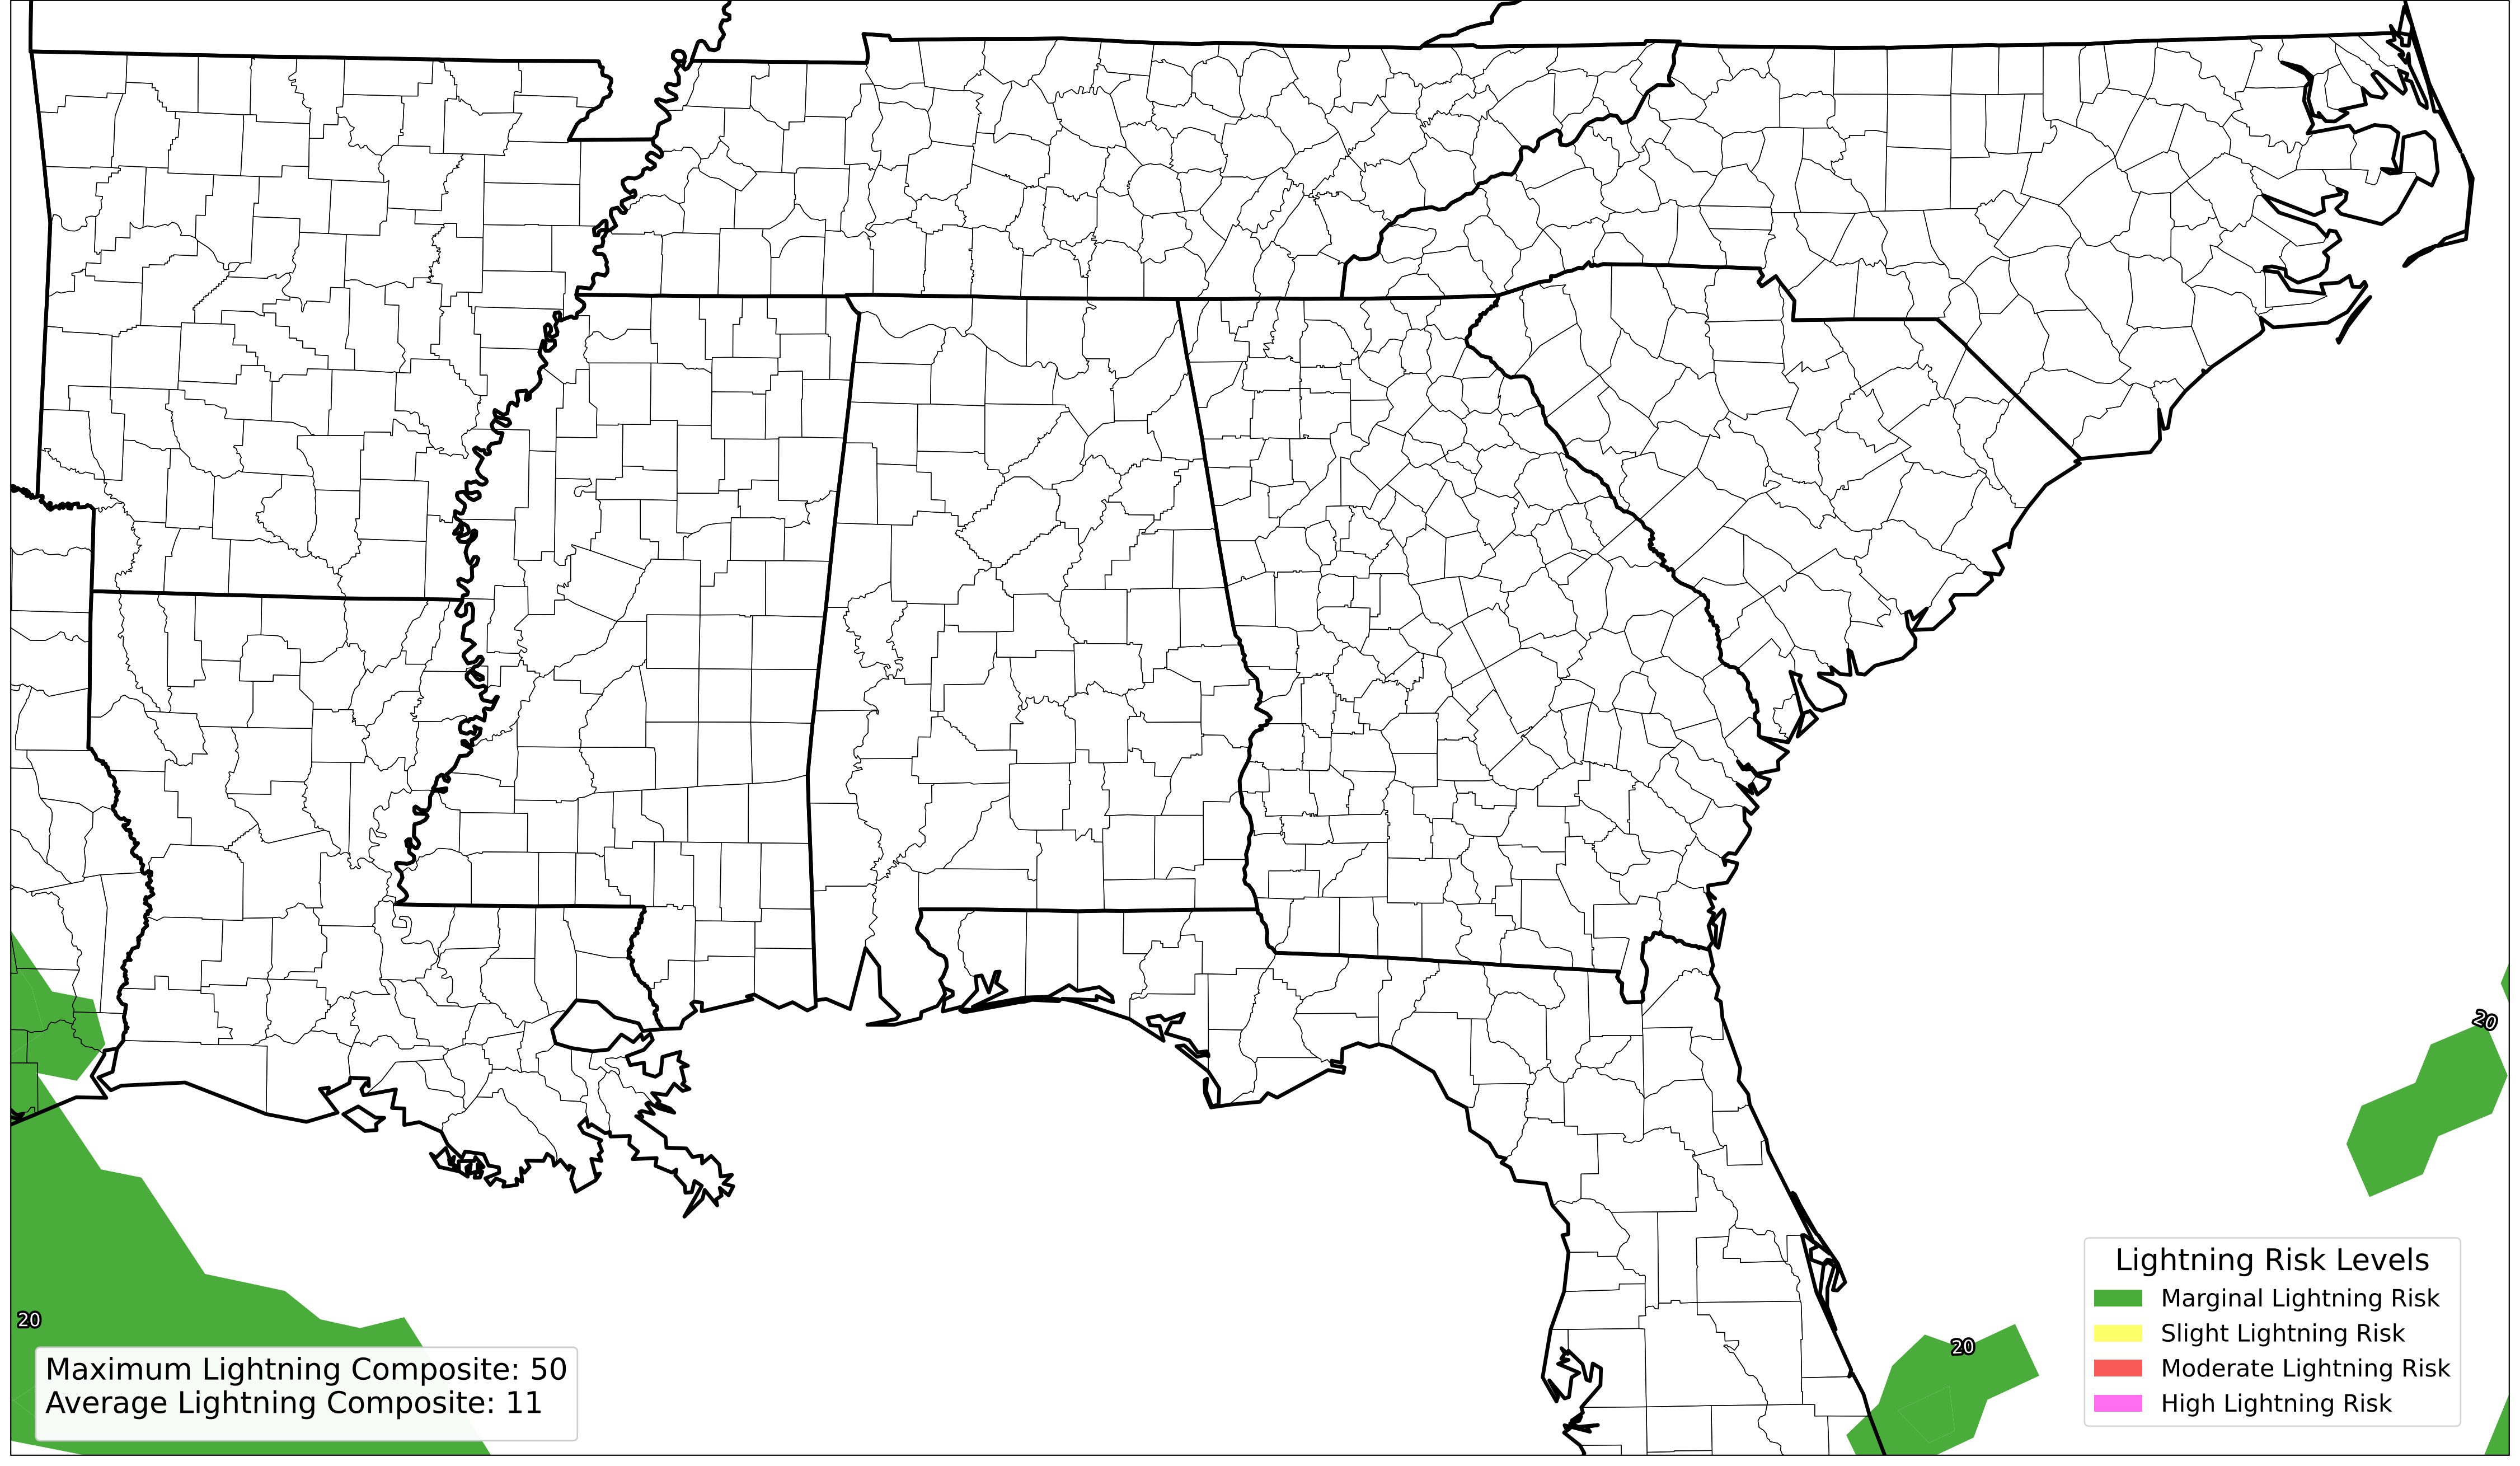 20
20
20
Maximum Lightning Composite: 50
Average Lightning Composite: 11
Lightning Risk Levels
Marginal Lightning Risk
Slight Lightning Risk
Moderate Lightning Risk
High Lightning Risk